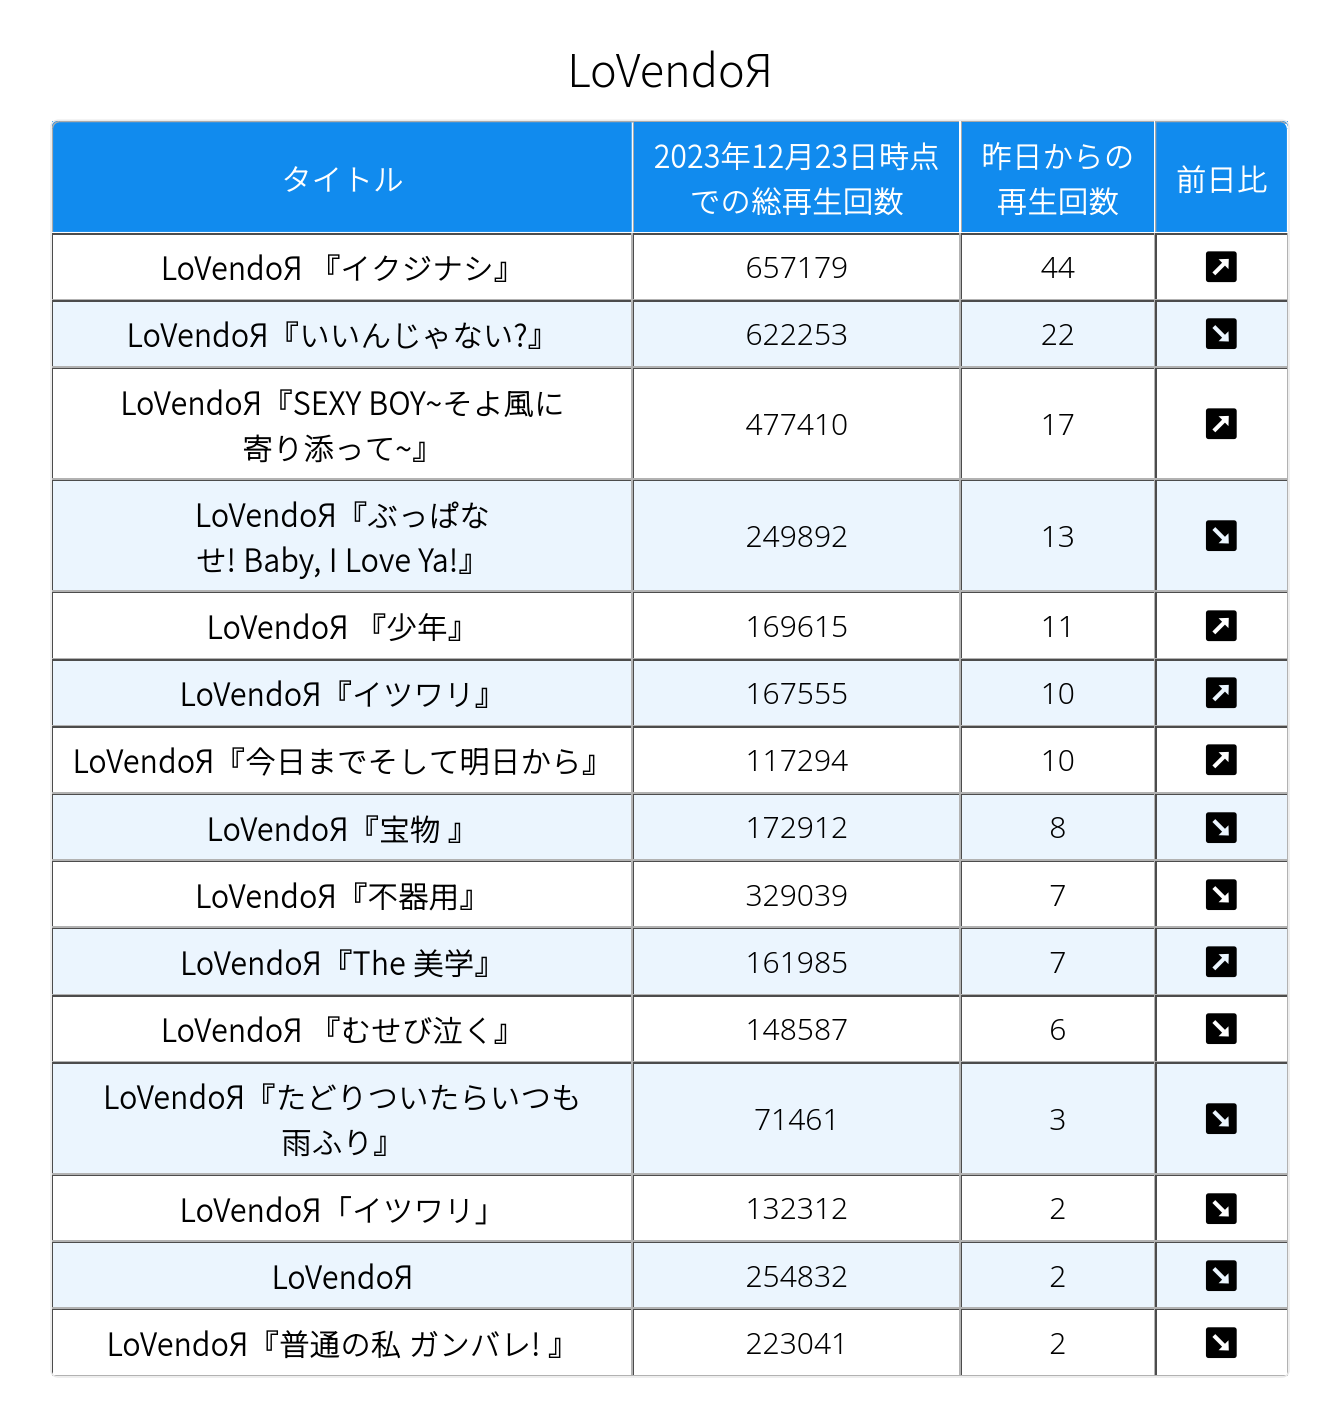 LoVendoЯ
タイトル
2023年12月23日時点
での総再生回数
昨日からの
再生回数
前日比
LoVendoЯ 『イクジナシ』
657179
44
LoVendoЯ『いいんじゃない?』
622253
22
LoVendoЯ『SEXY BOY~そよ風に
寄り添って~』
477410
17
LoVendoЯ『ぶっぱな
せ! Baby, I Love Ya!』
249892
13
LoVendoЯ 『少年』
169615
11
LoVendoЯ『イツワリ』
167555
10
LoVendoЯ『今日までそして明日から』
117294
10
LoVendoЯ『宝物 』
172912
8
LoVendoЯ『不器用』
329039
7
LoVendoЯ『The 美学』
161985
7
LoVendoЯ 『むせび泣く』
148587
6
LoVendoЯ『たどりついたらいつも
雨ふり』
71461
3
LoVendoЯ「イツワリ」
132312
2
LoVendoЯ
254832
2
LoVendoЯ『普通の私 ガンバレ! 』
223041
2